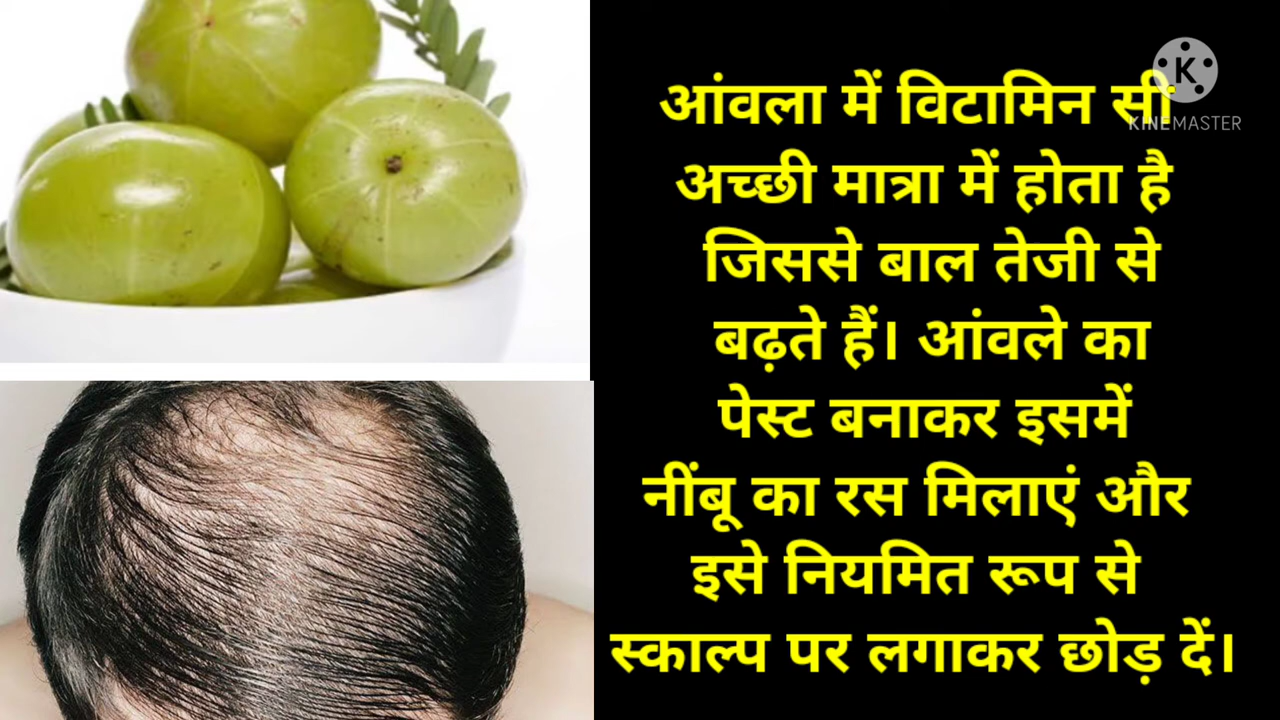 आंवला में विटामिन सी
अच्छी मात्रा में होता है
जिससे बाल तेजी से
बढ़ते हैं। आंवले का
पेस्ट बनाकर इसमें
नींबू का रस मिलाएं और
इसे नियमित रूप से
स्काल्प पर लगाकर छोड़ दें।
K
KINEMASTER